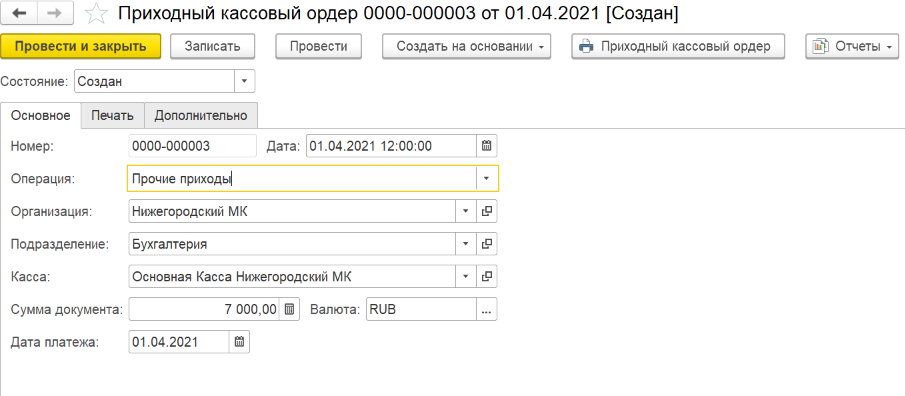 Приходный кассовый ордер 0000-000003 от 01.04.2021 [Создан]
Провести и закрыть Записать Провести Создать на основании Приходный кассовый ордер Отчеты
Состояние: Создан
Основное Печать Дополнительно
Номер: 0000-000003 Дата: 01.04.2021 12:00:00
Операция: Прочие приходы
Организация: Нижегородский МК
Подразделение: Бухгалтерия
Касса: Основная Касса Нижегородский МК
Сумма документа: 7 000,00 Валюта: RUB ...
Дата платежа: 01.04.2021